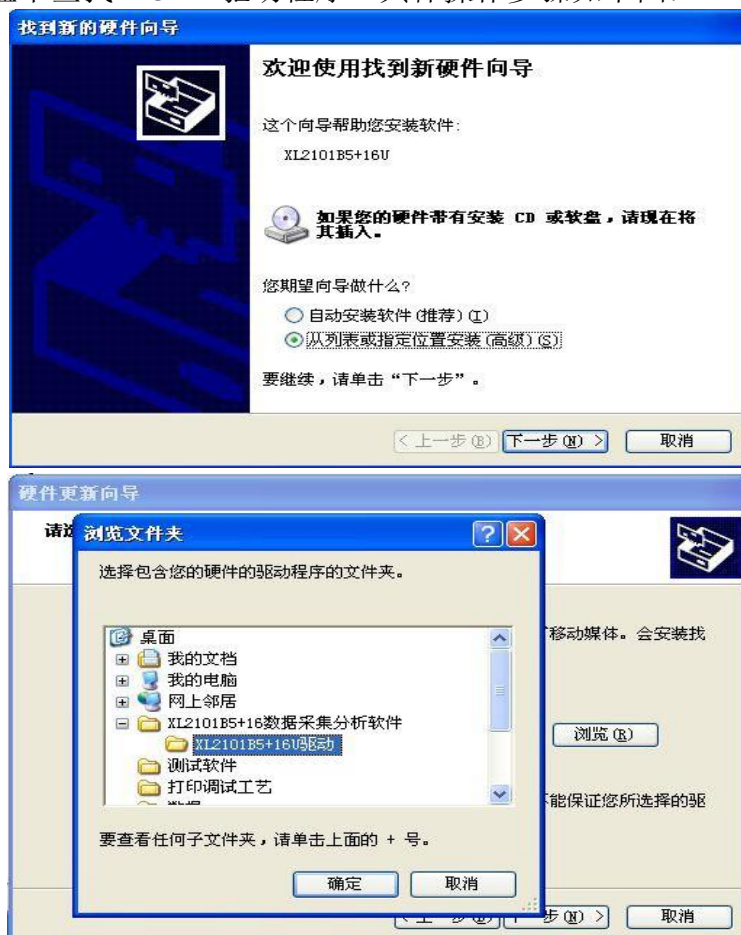 找到新的硬件向导
欢迎使用找到新硬件向导
这个向导帮助您安装软件:
XL2101B5+16U
如果您的硬件带有安装 CD 或软盘，请现在将
其插入。
您期望向导做什么?
自动安装软件(推荐)(I)
从列表或指定位置安装(高级)(S)
要继续，请单击“下一步”。
< 上一步(B) 下一步(N) > 取消
硬件更新向导
浏览文件夹
选择包含您的硬件的驱动程序的文件夹。
桌面
我的文档
我的电脑
网上邻居
XL2101B5+16数据采集分析软件
XL2101B5+16U驱动
测试软件
打印调试工艺
移动媒体。会安装找
浏览(R)
能保证您所选择的驱
要查看任何子文件夹，请单击上面的 + 号。
确定 取消
步(N) > 取消